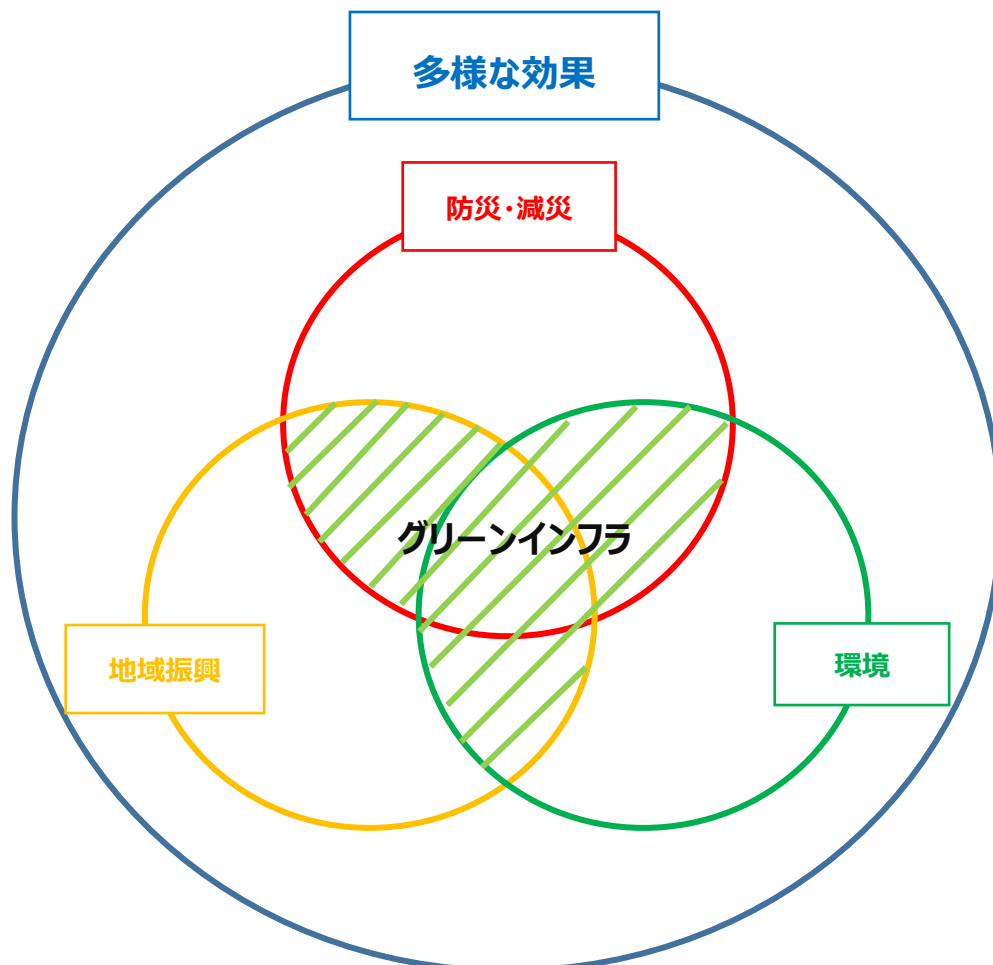 多様な効果
防災・減災
グリーンインフラ
地域振興
環境